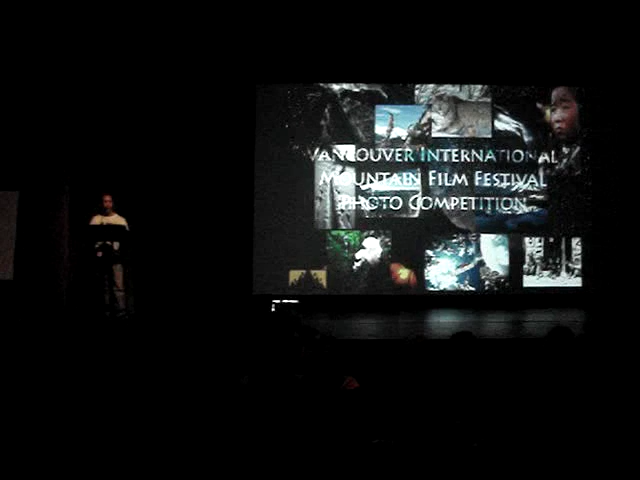 Vancouver International
Mountain Film Festival
Photo Competition